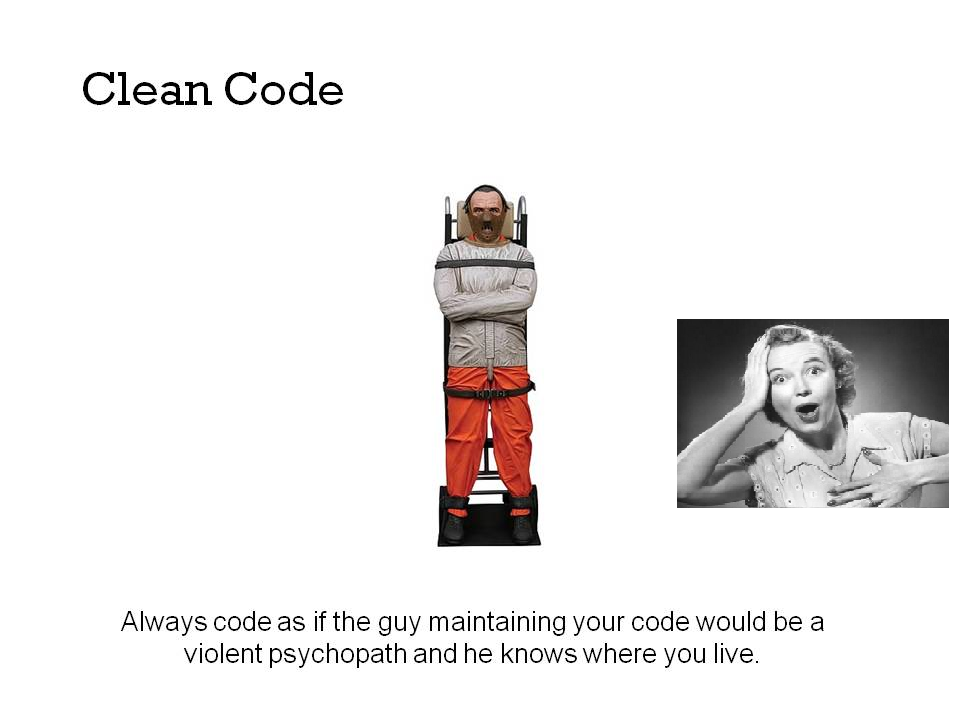 Clean Code
Always code as if the guy maintaining your code would be a
violent psychopath and he knows where you live.